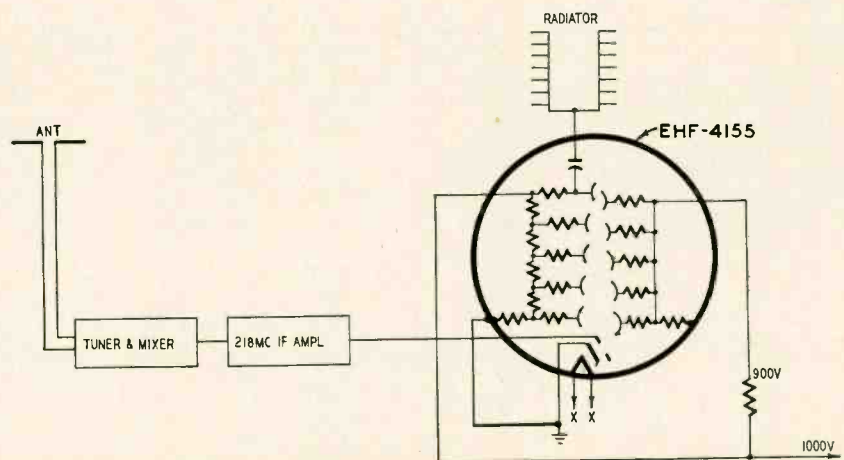 RADIATOR
ANT
EHF-4155
TUNER & MIXER
218MC IF AMPL
900V
X X
1000V